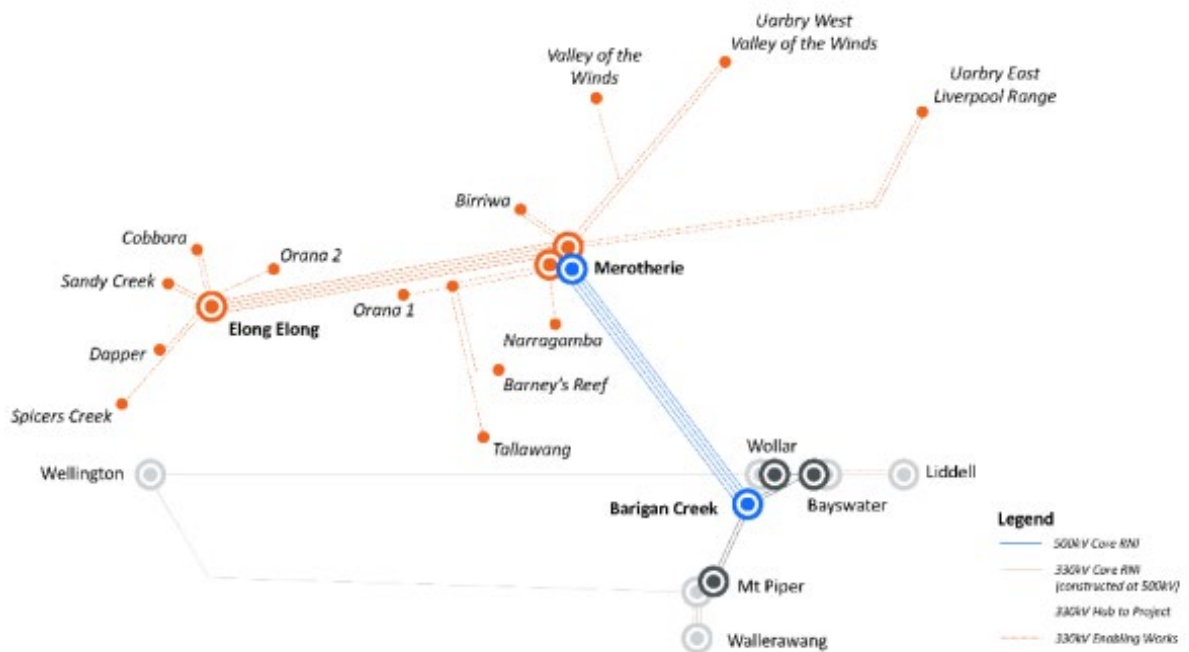 Uarbry West
Valley of the Winds
Valley of the
Winds
Uarbry East
Liverpool Range
Birriwa
Cobbora
Orana 2
Sandy Creek
Merotherie
Orana 1
Elong Elong
Narragamba
Dapper
Barney's Reef
Spicers Creek
Tallawang
Wollar
Wellington
Liddell
Bayswater
Barigan Creek
Legend
500kV Core RNI
330kV Core RNI
(constructed at 500kV)
330kV Hub to Project
330kV Enabling Works
Mt Piper
Wallerawang